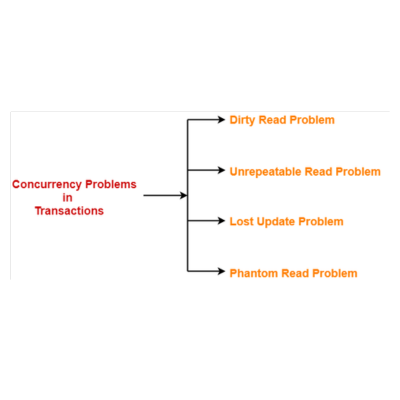 Dirty Read Problem
Unrepeatable Read Problem
Concurrency Problems
in
Transactions
Lost Update Problem
Phantom Read Problem